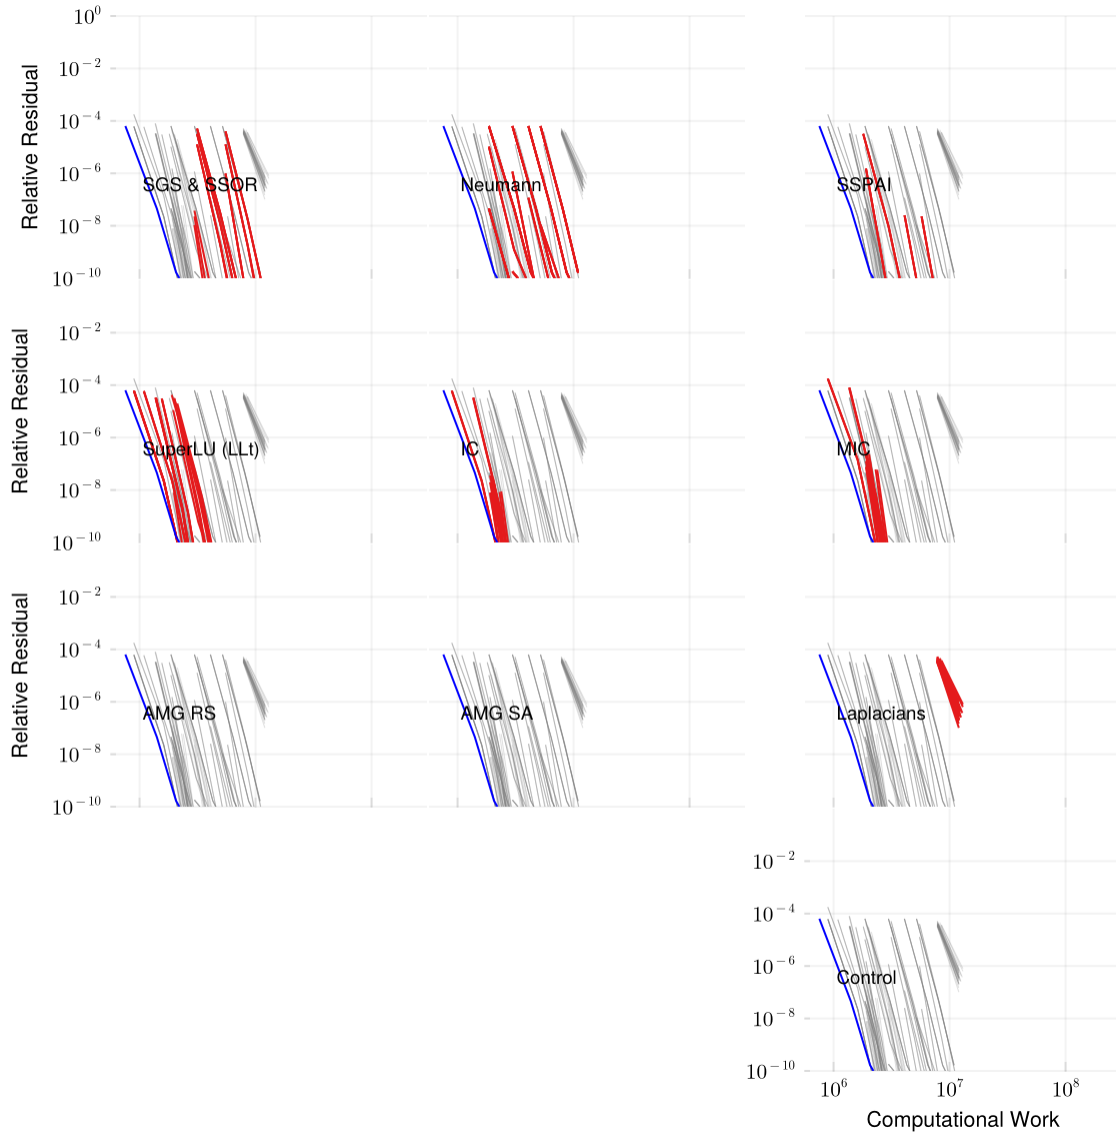 10^0
10^−2
10^−4
10^−6
10^−8
10^−10
Relative Residual
SGS & SSOR
Neumann
SSPAI
10^−2
10^−4
10^−6
10^−8
10^−10
Relative Residual
SuperLU (LLt)
IC
MIC
10^−2
10^−4
10^−6
10^−8
10^−10
Relative Residual
AMG RS
AMG SA
Laplacians
10^−2
10^−4
10^−6
10^−8
10^−10
Control
10^6
10^7
10^8
Computational Work